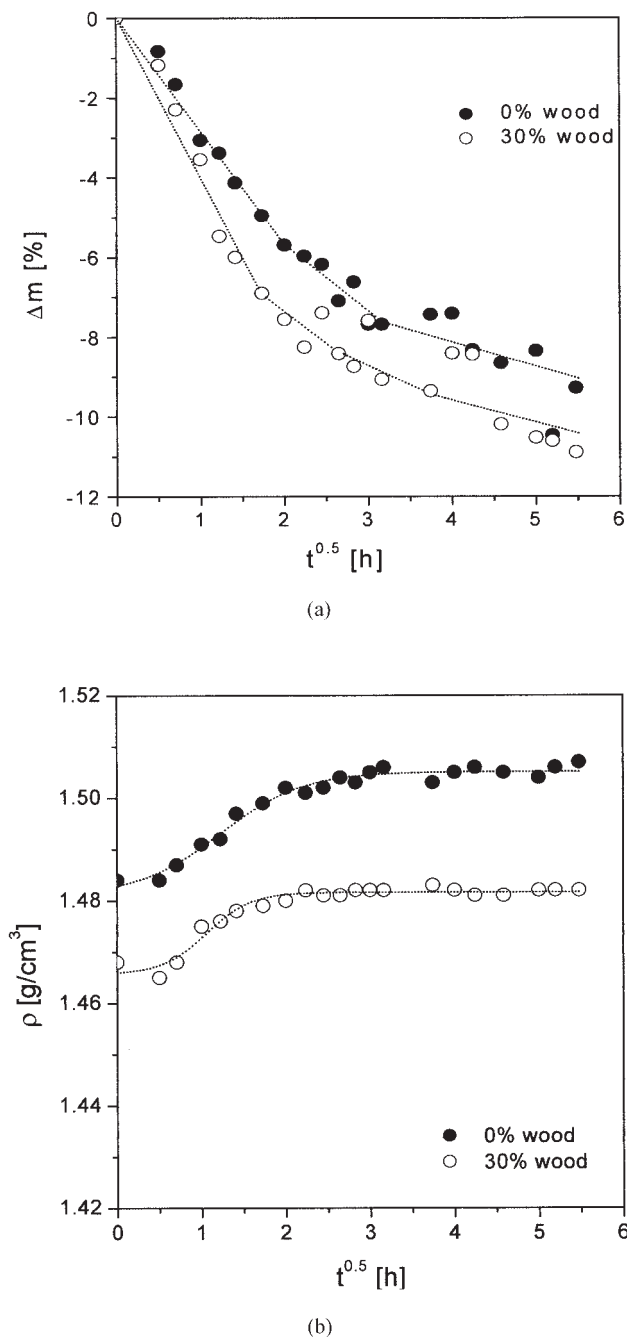 0
-2
-4
-6
-8
-10
-12
0% wood
30% wood
Δm [%]
0 1 2 3 4 5 6
t^0.5 [h]
(a)
1.52
1.50
1.48
1.46
1.44
1.42
ρ [g/cm³]
0% wood
30% wood
0 1 2 3 4 5 6
t^0.5 [h]
(b)